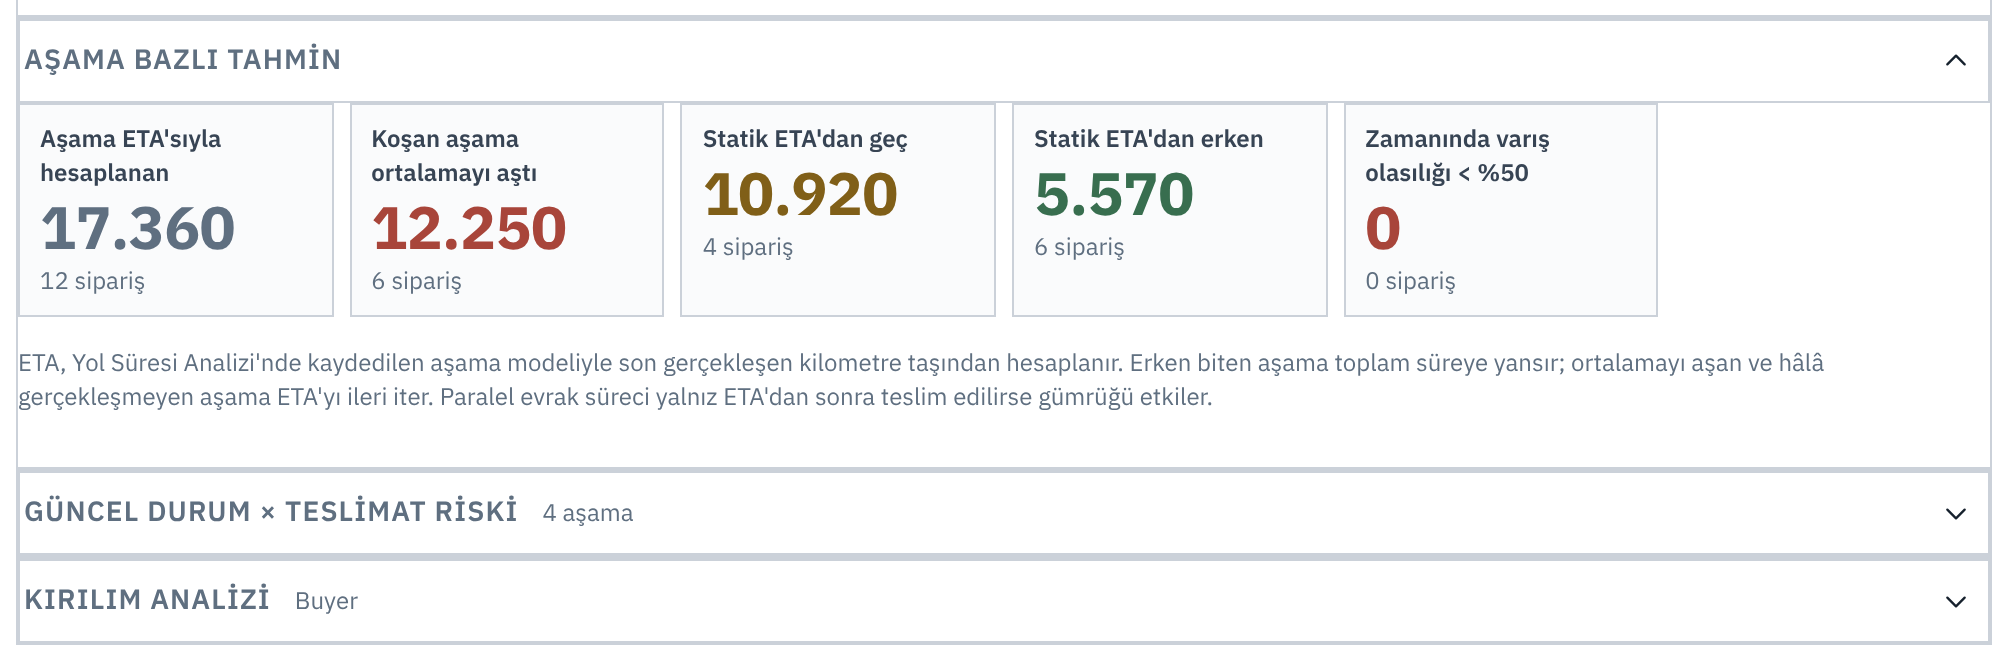 AŞAMA BAZLI TAHMİN
Aşama ETA'sıyla
hesaplanan
17.360
12 sipariş
Koşan aşama
ortalamayı aştı
12.250
6 sipariş
Statik ETA'dan geç
10.920
4 sipariş
Statik ETA'dan erken
5.570
6 sipariş
Zamanında varış
olasılığı < %50
0
0 sipariş
ETA, Yol Süresi Analizi'nde kaydedilen aşama modeliyle son gerçekleşen kilometre taşından hesaplanır. Erken biten aşama toplam süreye yansır; ortalamayı aşan ve hâlâ
gerçekleşmeyen aşama ETA'yı ileri iter. Paralel evrak süreci yalnız ETA'dan sonra teslim edilirse gümrüğü etkiler.
GÜNCEL DURUM × TESLİMAT RİSKİ 4 aşama
KIRILIM ANALİZİ Buyer